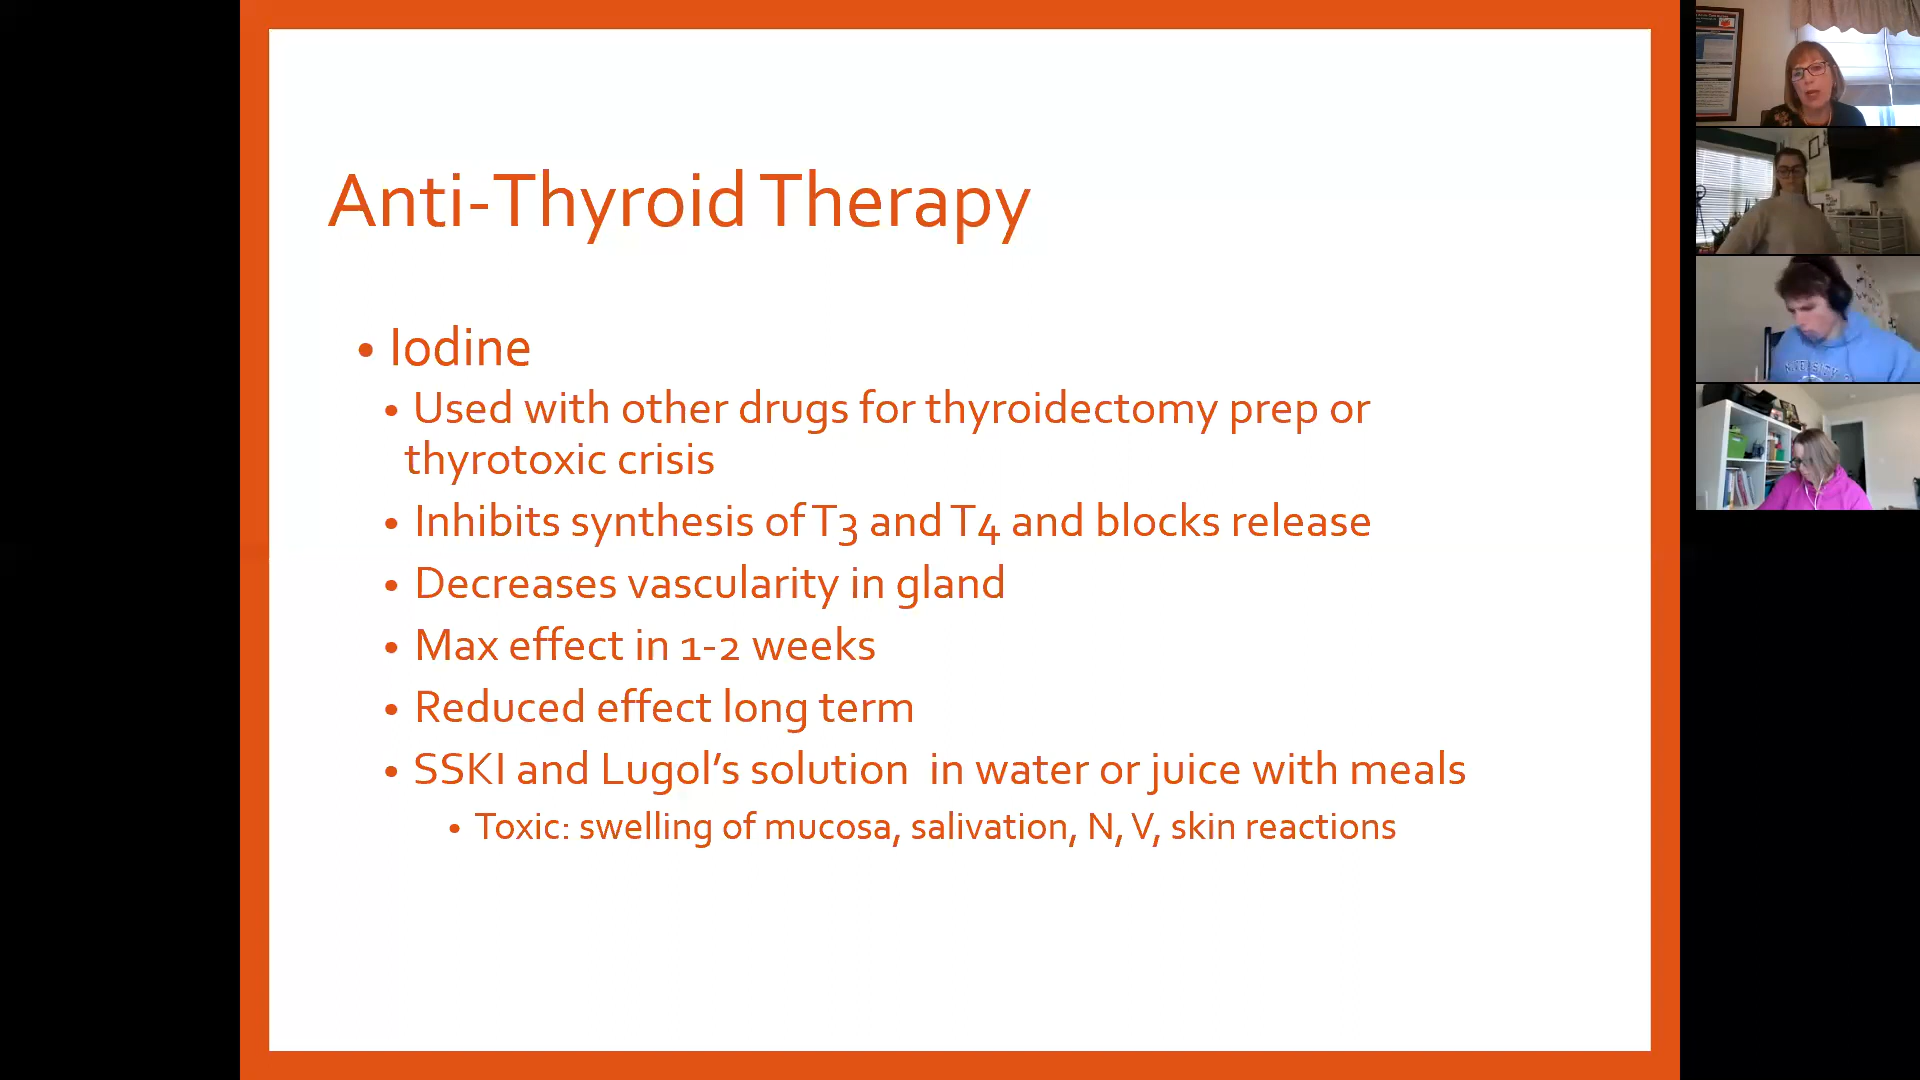 Anti-Thyroid Therapy
• Iodine
• Used with other drugs for thyroidectomy prep or
thyrotoxic crisis
• Inhibits synthesis of T3 and T4 and blocks release
• Decreases vascularity in gland
• Max effect in 1-2 weeks
• Reduced effect long term
• SSKI and Lugol’s solution in water or juice with meals
• Toxic: swelling of mucosa, salivation, N, V, skin reactions